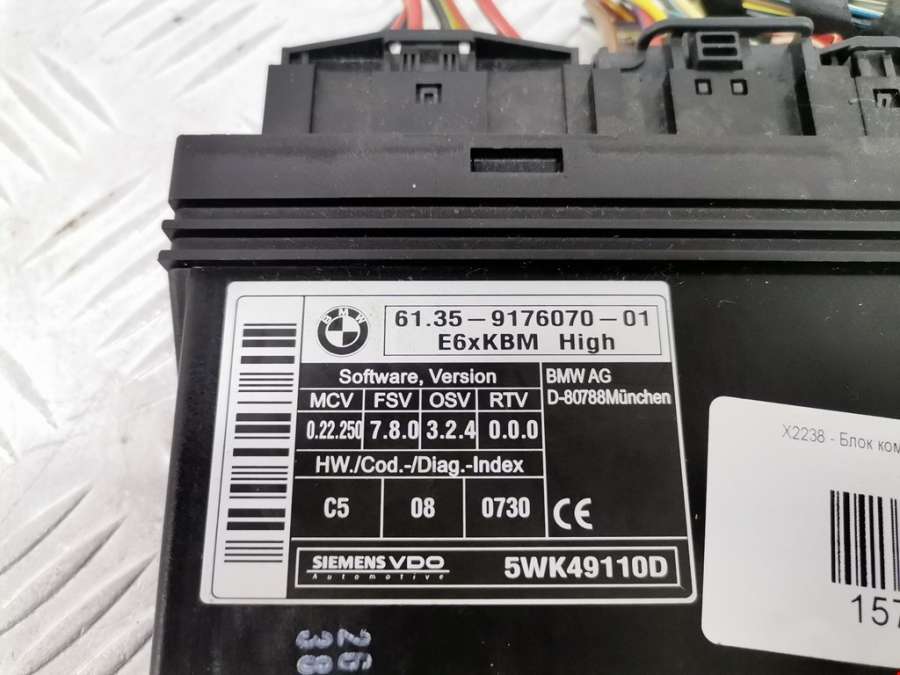 BMW
61.35-9176070-01
E6xKBM High
Software, Version
BMW AG
MCV FSV OSV RTV
D-80788München
0.22.250 7.8.0 3.2.4 0.0.0
HW./Cod.-/Diag.-Index
C5 08 0730
CE
SIEMENS VDO
Automotive
5WK49110D
X2238 - Блок ком
157